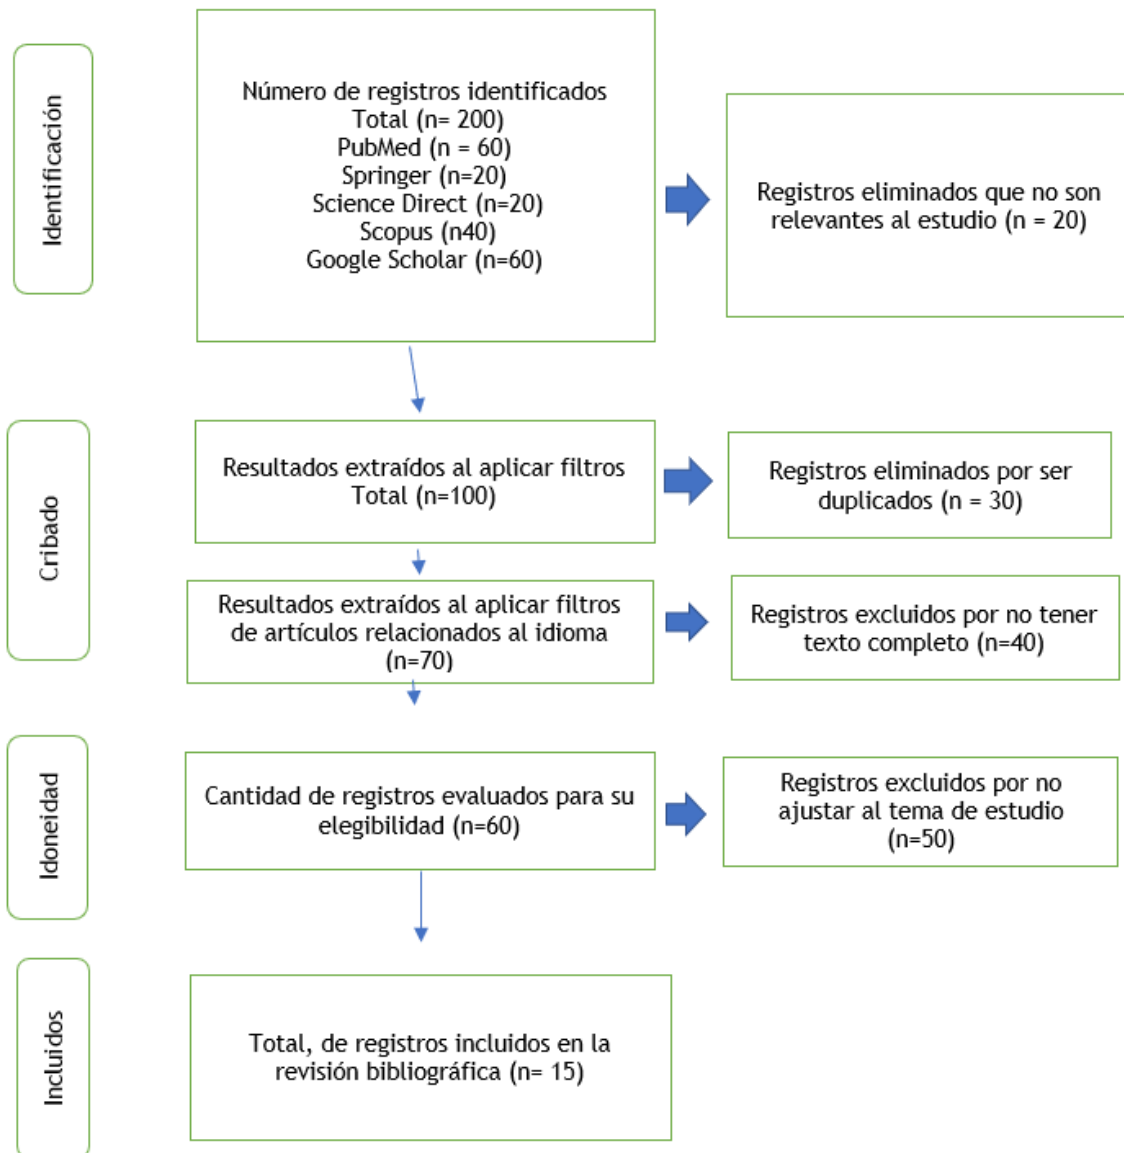 Identificación
Número de registros identificados
Total (n= 200)
PubMed (n = 60)
Springer (n=20)
Science Direct (n=20)
Scopus (n40)
Google Scholar (n=60)
Registros eliminados que no son
relevantes al estudio (n = 20)
Cribado
Resultados extraídos al aplicar filtros
Total (n=100)
Registros eliminados por ser
duplicados (n = 30)
Resultados extraídos al aplicar filtros
de artículos relacionados al idioma
(n=70)
Registros excluidos por no tener
texto completo (n=40)
Idoneidad
Cantidad de registros evaluados para su
elegibilidad (n=60)
Registros excluidos por no
ajustar al tema de estudio
(n=50)
Incluidos
Total, de registros incluidos en la
revisión bibliográfica (n= 15)